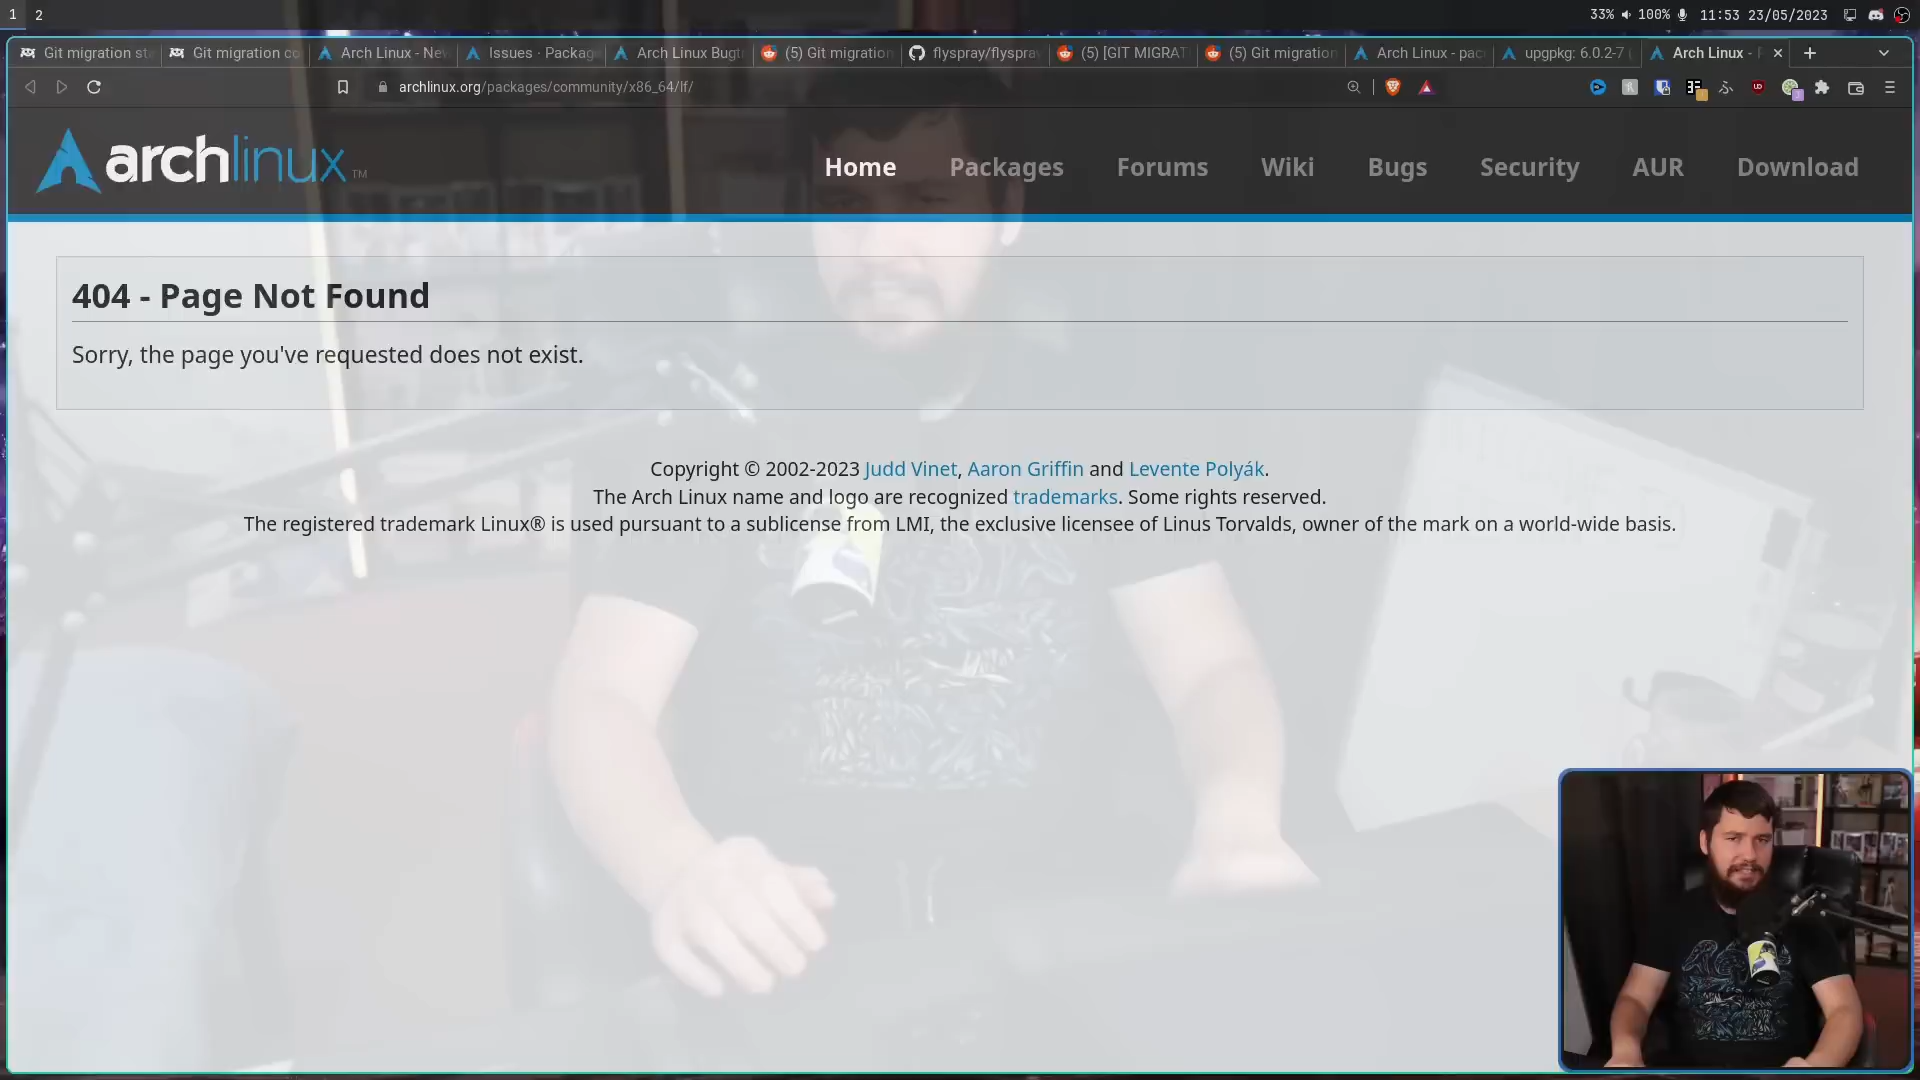 1 2
33% 100% 11:53 23/05/2023
Git migration sta
Git migration co
Arch Linux - Nev
Issues · Packag
Arch Linux Bugt
(5) Git migration
flyspray/flyspra
(5) [GIT MIGRAT
(5) Git migration
Arch Linux - pac
upgpkg: 6.0.2-7 (
Arch Linux -
archlinux.org/packages/community/x86_64/lf/
archlinux™
Home Packages Forums Wiki Bugs Security AUR Download
404 - Page Not Found
Sorry, the page you've requested does not exist.
Copyright © 2002-2023 Judd Vinet, Aaron Griffin and Levente Polyák.
The Arch Linux name and logo are recognized trademarks. Some rights reserved.
The registered trademark Linux® is used pursuant to a sublicense from LMI, the exclusive licensee of Linus Torvalds, owner of the mark on a world-wide basis.